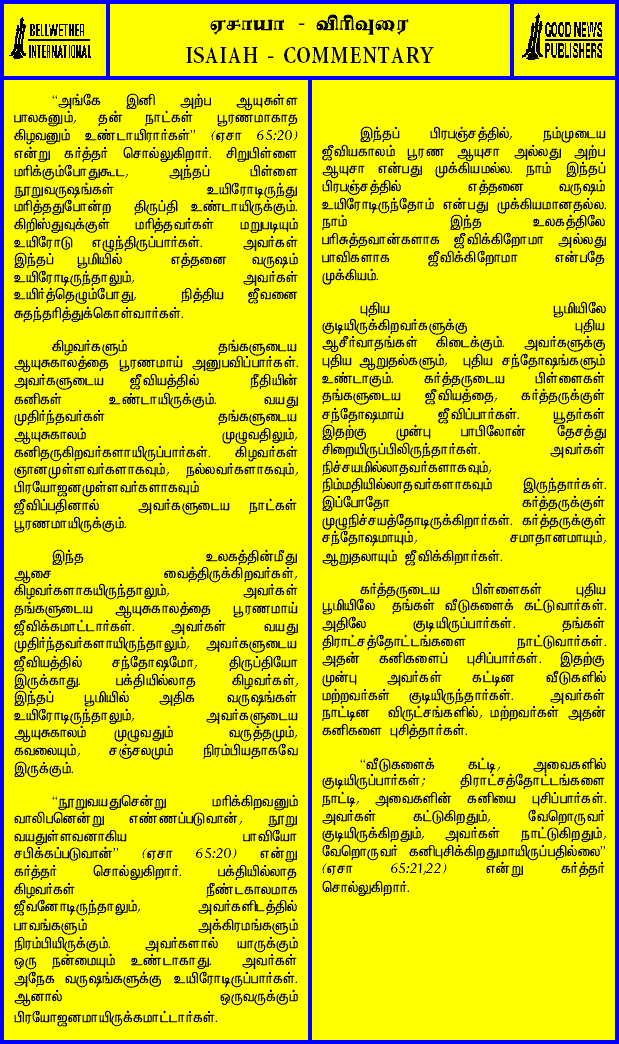 BELLWETHER
INTERNATIONAL
ஏசாயா - விரிவுரை
ISAIAH - COMMENTARY
GOOD NEWS
PUBLISHERS
“அங்கே இனி அற்ப ஆயுசுள்ள
பாலகனும், தன் நாட்கள் பூரணமாகாத
கிழவனும் உண்டாயிரார்கள்” (ஏசா 65:20)
என்று கர்த்தர் சொல்லுகிறார். சிறுபிள்ளை
மரிக்கும்போதுகூட, அந்தப் பிள்ளை
நூறுவருஷங்கள் உயிரோடிருந்து
மரித்ததுபோன்ற திருப்தி உண்டாயிருக்கும்.
கிறிஸ்துவுக்குள் மரித்தவர்கள் மறுபடியும்
உயிரோடு எழுந்திருப்பார்கள். அவர்கள்
இந்தப் பூமியில் எத்தனை வருஷம்
உயிரோடிருந்தாலும், அவர்கள்
உயிர்த்தெழும்போது, நித்திய ஜீவனை
சுதந்தரித்துக்கொள்வார்கள்.
கிழவர்களும் தங்களுடைய
ஆயுசுகாலத்தை பூரணமாய் அனுபவிப்பார்கள்.
அவர்களுடைய ஜீவியத்தில் நீதியின்
கனிகள் உண்டாயிருக்கும். வயது
முதிர்ந்தவர்கள் தங்களுடைய
ஆயுசுகாலம் முழுவதிலும்,
கனிதருகிறவர்களாயிருப்பார்கள். கிழவர்கள்
ஞானமுள்ளவர்களாகவும், நல்லவர்களாகவும்,
பிரயோஜனமுள்ளவர்களாகவும்
ஜீவிப்பதினால் அவர்களுடைய நாட்கள்
பூரணமாயிருக்கும்.
இந்த உலகத்தின்மீது
ஆசை வைத்திருக்கிறவர்கள்,
கிழவர்களாகயிருந்தாலும், அவர்கள்
தங்களுடைய ஆயுசுகாலத்தை பூரணமாய்
ஜீவிக்கமாட்டார்கள். அவர்கள் வயது
முதிர்ந்தவர்களாயிருந்தாலும், அவர்களுடைய
ஜீவியத்தில் சந்தோஷமோ, திருப்தியோ
இருக்காது. பக்தியில்லாத கிழவர்கள்,
இந்தப் பூமியில் அதிக வருஷங்கள்
உயிரோடிருந்தாலும், அவர்களுடைய
ஆயுசுகாலம் முழுவதும் வருத்தமும்,
கவலையும், சஞ்சலமும் நிரம்பியதாகவே
இருக்கும்.
“நூறுவயதுசென்று மரிக்கிறவனும்
வாலிபனென்று எண்ணப்படுவான், நூறு
வயதுள்ளவனாகிய பாவியோ
சபிக்கப்படுவான்” (ஏசா 65:20) என்று
கர்த்தர் சொல்லுகிறார். பக்தியில்லாத
கிழவர்கள் நீண்டகாலமாக
ஜீவனோடிருந்தாலும், அவர்களிடத்தில்
பாவங்களும் அக்கிரமங்களும்
நிரம்பியிருக்கும். அவர்களால் யாருக்கும்
ஒரு நன்மையும் உண்டாகாது. அவர்கள்
அநேக வருஷங்களுக்கு உயிரோடிருப்பார்கள்.
ஆனால் ஒருவருக்கும்
பிரயோஜனமாயிருக்கமாட்டார்கள்.
இந்தப் பிரபஞ்சத்தில், நம்முடைய
ஜீவியகாலம் பூரண ஆயுசா அல்லது அற்ப
ஆயுசா என்பது முக்கியமல்ல. நாம் இந்தப்
பிரபஞ்சத்தில் எத்தனை வருஷம்
உயிரோடிருந்தோம் என்பது முக்கியமானதல்ல.
நாம் இந்த உலகத்திலே
பரிசுத்தவான்களாக ஜீவிக்கிறோமா அல்லது
பாவிகளாக ஜீவிக்கிறோமா என்பதே
முக்கியம்.
புதிய பூமியிலே
குடியிருக்கிறவர்களுக்கு புதிய
ஆசீர்வாதங்கள் கிடைக்கும். அவர்களுக்கு
புதிய ஆறுதல்களும், புதிய சந்தோஷங்களும்
உண்டாகும். கர்த்தருடைய பிள்ளைகள்
தங்களுடைய ஜீவியத்தை, கர்த்தருக்குள்
சந்தோஷமாய் ஜீவிப்பார்கள். யூதர்கள்
இதற்கு முன்பு பாபிலோன் தேசத்து
சிறையிருப்பிலிருந்தார்கள். அவர்கள்
நிச்சயமில்லாதவர்களாகவும்,
நிம்மதியில்லாதவர்களாகவும் இருந்தார்கள்.
இப்போதோ கர்த்தருக்குள்
முழுநிச்சயத்தோடிருக்கிறார்கள். கர்த்தருக்குள்
சந்தோஷமாயும், சமாதானமாயும்,
ஆறுதலாயும் ஜீவிக்கிறார்கள்.
கர்த்தருடைய பிள்ளைகள் புதிய
பூமியிலே தங்கள் வீடுகளைக் கட்டுவார்கள்.
அதிலே குடியிருப்பார்கள். தங்கள்
திராட்சத்தோட்டங்களை நாட்டுவார்கள்.
அதன் கனிகளைப் புசிப்பார்கள். இதற்கு
முன்பு அவர்கள் கட்டின வீடுகளில்
மற்றவர்கள் குடியிருந்தார்கள். அவர்கள்
நாட்டின விருட்சங்களில், மற்றவர்கள் அதன்
கனிகளை புசித்தார்கள்.
“வீடுகளைக் கட்டி, அவைகளில்
குடியிருப்பார்கள்; திராட்சத்தோட்டங்களை
நாட்டி, அவைகளின் கனியை புசிப்பார்கள்.
அவர்கள் கட்டுகிறதும், வேறொருவர்
குடியிருக்கிறதும், அவர்கள் நாட்டுகிறதும்,
வேறொருவர் கனிபுசிக்கிறதுமாயிருப்பதில்லை”
(ஏசா 65:21,22) என்று கர்த்தர்
சொல்லுகிறார்.